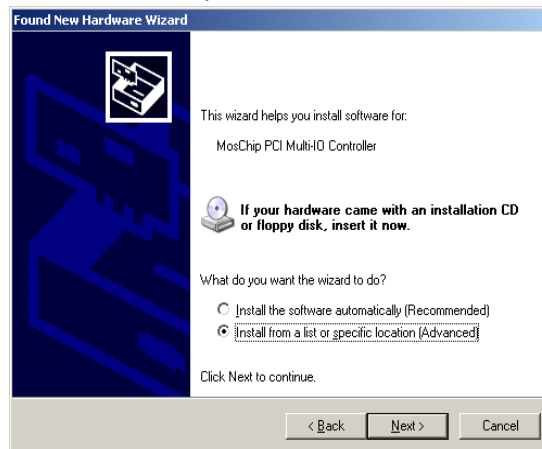 Found New Hardware Wizard
This wizard helps you install software for:
MosChip PCI Multi-IO Controller
If your hardware came with an installation CD
or floppy disk, insert it now.
What do you want the wizard to do?
Install the software automatically (Recommended)
Install from a list or specific location (Advanced)
Click Next to continue.
< Back Next > Cancel